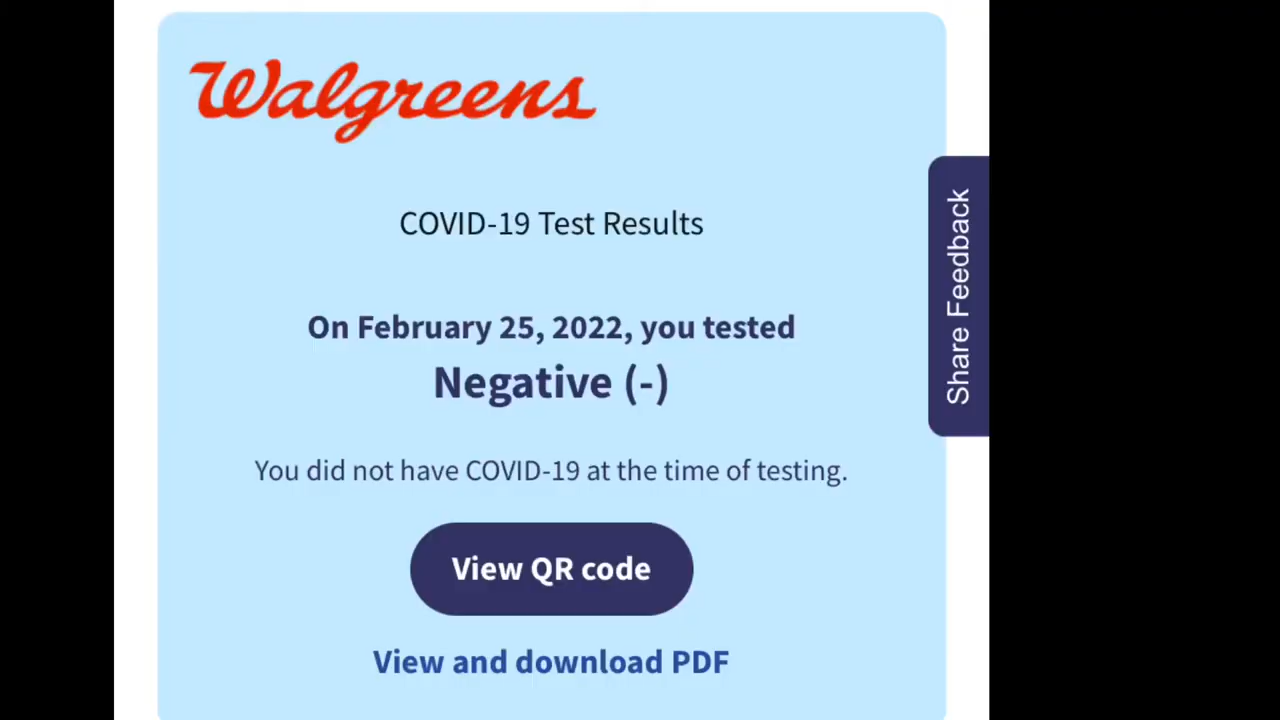 Walgreens
COVID-19 Test Results
On February 25, 2022, you tested
Negative (-)
You did not have COVID-19 at the time of testing.
View QR code
View and download PDF
Share Feedback